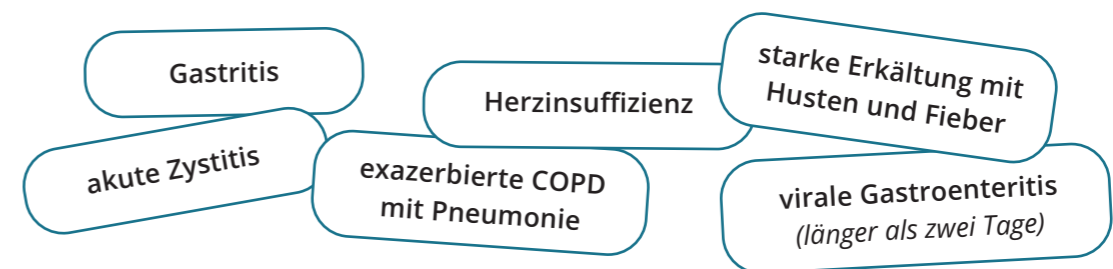 Gastritis
Herzinsuffizienz
starke Erkältung mit
Husten und Fieber
akute Zystitis
exazerbierte COPD
mit Pneumonie
virale Gastroenteritis
(länger als zwei Tage)